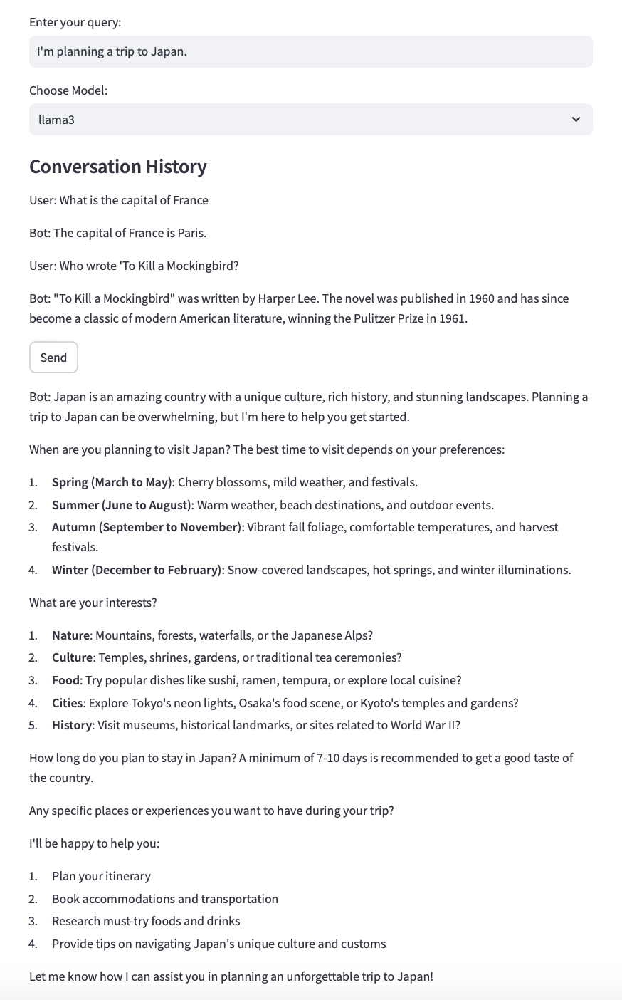 Enter your query:
I'm planning a trip to Japan.
Choose Model:
llama3
Conversation History
User: What is the capital of France
Bot: The capital of France is Paris.
User: Who wrote 'To Kill a Mockingbird?
Bot: "To Kill a Mockingbird" was written by Harper Lee. The novel was published in 1960 and has since
become a classic of modern American literature, winning the Pulitzer Prize in 1961.
Send
Bot: Japan is an amazing country with a unique culture, rich history, and stunning landscapes. Planning a
trip to Japan can be overwhelming, but I'm here to help you get started.
When are you planning to visit Japan? The best time to visit depends on your preferences:
1. Spring (March to May): Cherry blossoms, mild weather, and festivals.
2. Summer (June to August): Warm weather, beach destinations, and outdoor events.
3. Autumn (September to November): Vibrant fall foliage, comfortable temperatures, and harvest
festivals.
4. Winter (December to February): Snow-covered landscapes, hot springs, and winter illuminations.
What are your interests?
1. Nature: Mountains, forests, waterfalls, or the Japanese Alps?
2. Culture: Temples, shrines, gardens, or traditional tea ceremonies?
3. Food: Try popular dishes like sushi, ramen, tempura, or explore local cuisine?
4. Cities: Explore Tokyo's neon lights, Osaka's food scene, or Kyoto's temples and gardens?
5. History: Visit museums, historical landmarks, or sites related to World War II?
How long do you plan to stay in Japan? A minimum of 7-10 days is recommended to get a good taste of
the country.
Any specific places or experiences you want to have during your trip?
I'll be happy to help you:
1. Plan your itinerary
2. Book accommodations and transportation
3. Research must-try foods and drinks
4. Provide tips on navigating Japan's unique culture and customs
Let me know how I can assist you in planning an unforgettable trip to Japan!